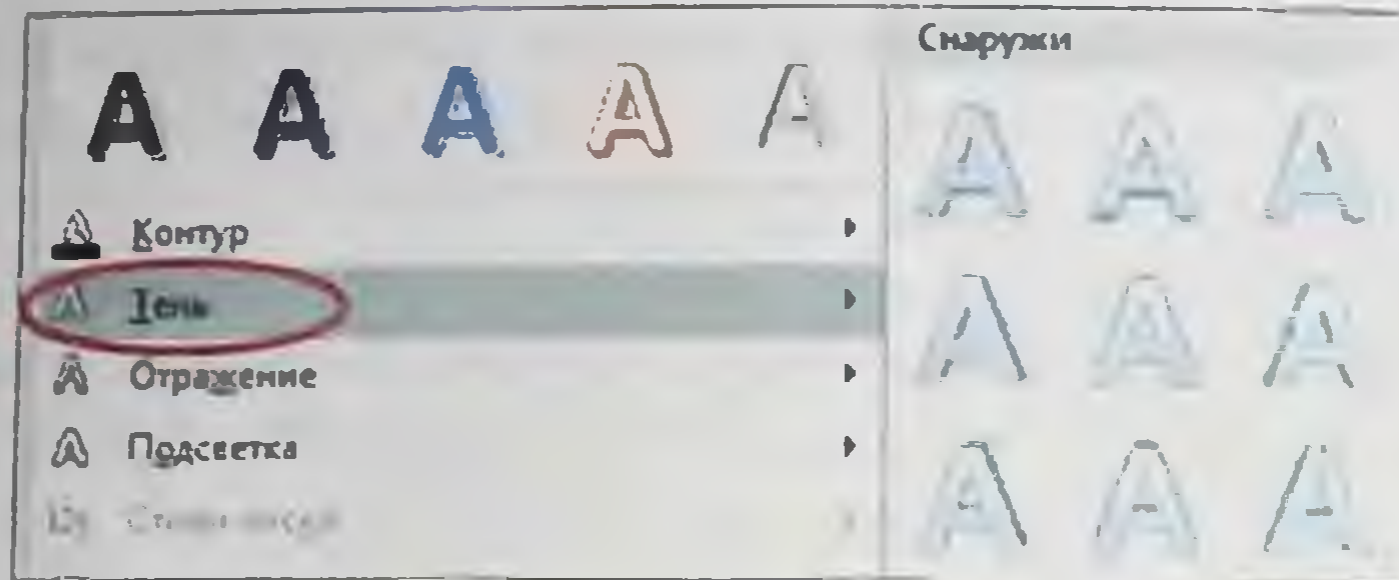 А А А А А
Контур
Тень
Отражение
Подсветка
Снаружи
А А А
А А А
А А А